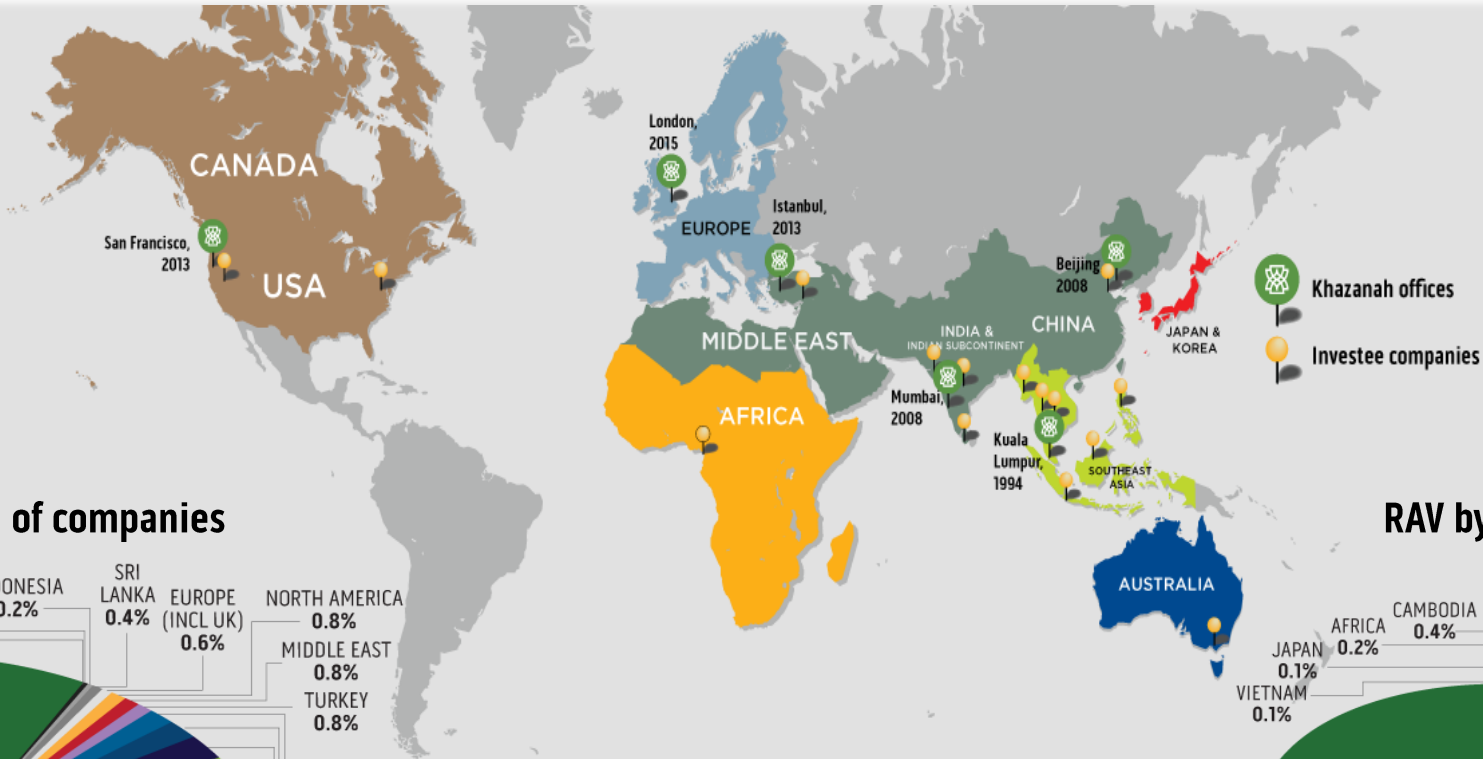 London,
2015
CANADA
Istanbul,
2013
EUROPE
San Francisco,
2013
USA
Beijing
2008
Khazanah offices
CHINA
INDIA &
INDIAN SUBCONTINENT
MIDDLE EAST
JAPAN &
KOREA
Investee companies
Mumbai,
2008
AFRICA
Kuala
Lumpur,
1994
SOUTHEAST
ASIA
of companies
RAV by
AUSTRALIA
ONESIA
0.2%
SRI
LANKA
0.4%
EUROPE
(INCL UK)
0.6%
NORTH AMERICA
0.8%
MIDDLE EAST
0.8%
TURKEY
0.8%
CAMBODIA
0.4%
AFRICA
0.2%
JAPAN
0.1%
VIETNAM
0.1%